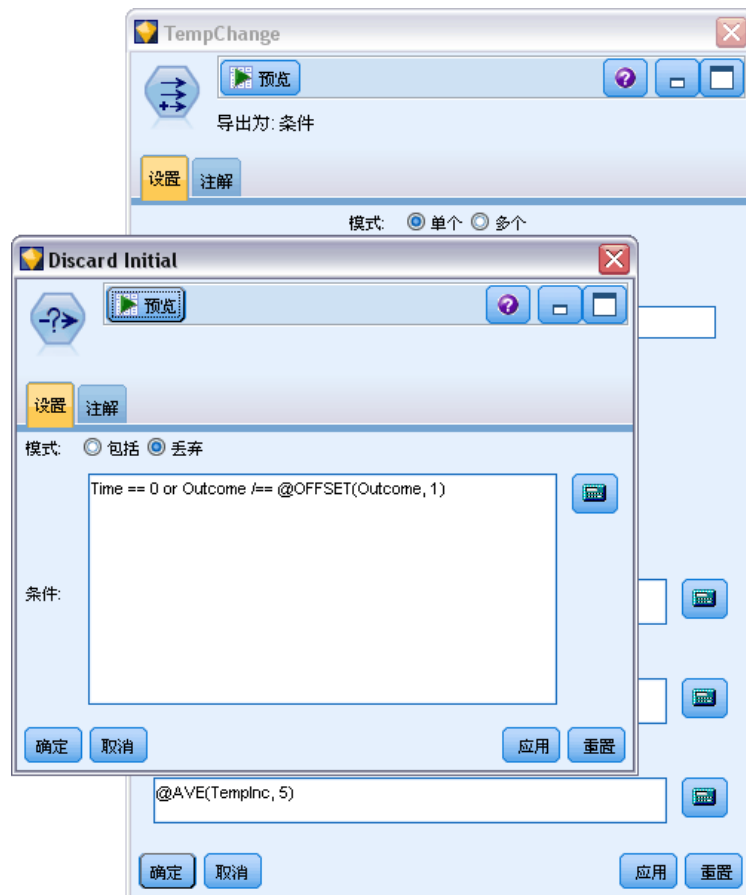 TempChange
预览
导出为: 条件
设置 注解
模式: 单个 多个
Discard Initial
预览
设置 注解
模式: 包括 丢弃
Time == 0 or Outcome /== @OFFSET(Outcome, 1)
条件:
确定 取消 应用 重置
@AVE(TempInc, 5)
确定 取消 应用 重置